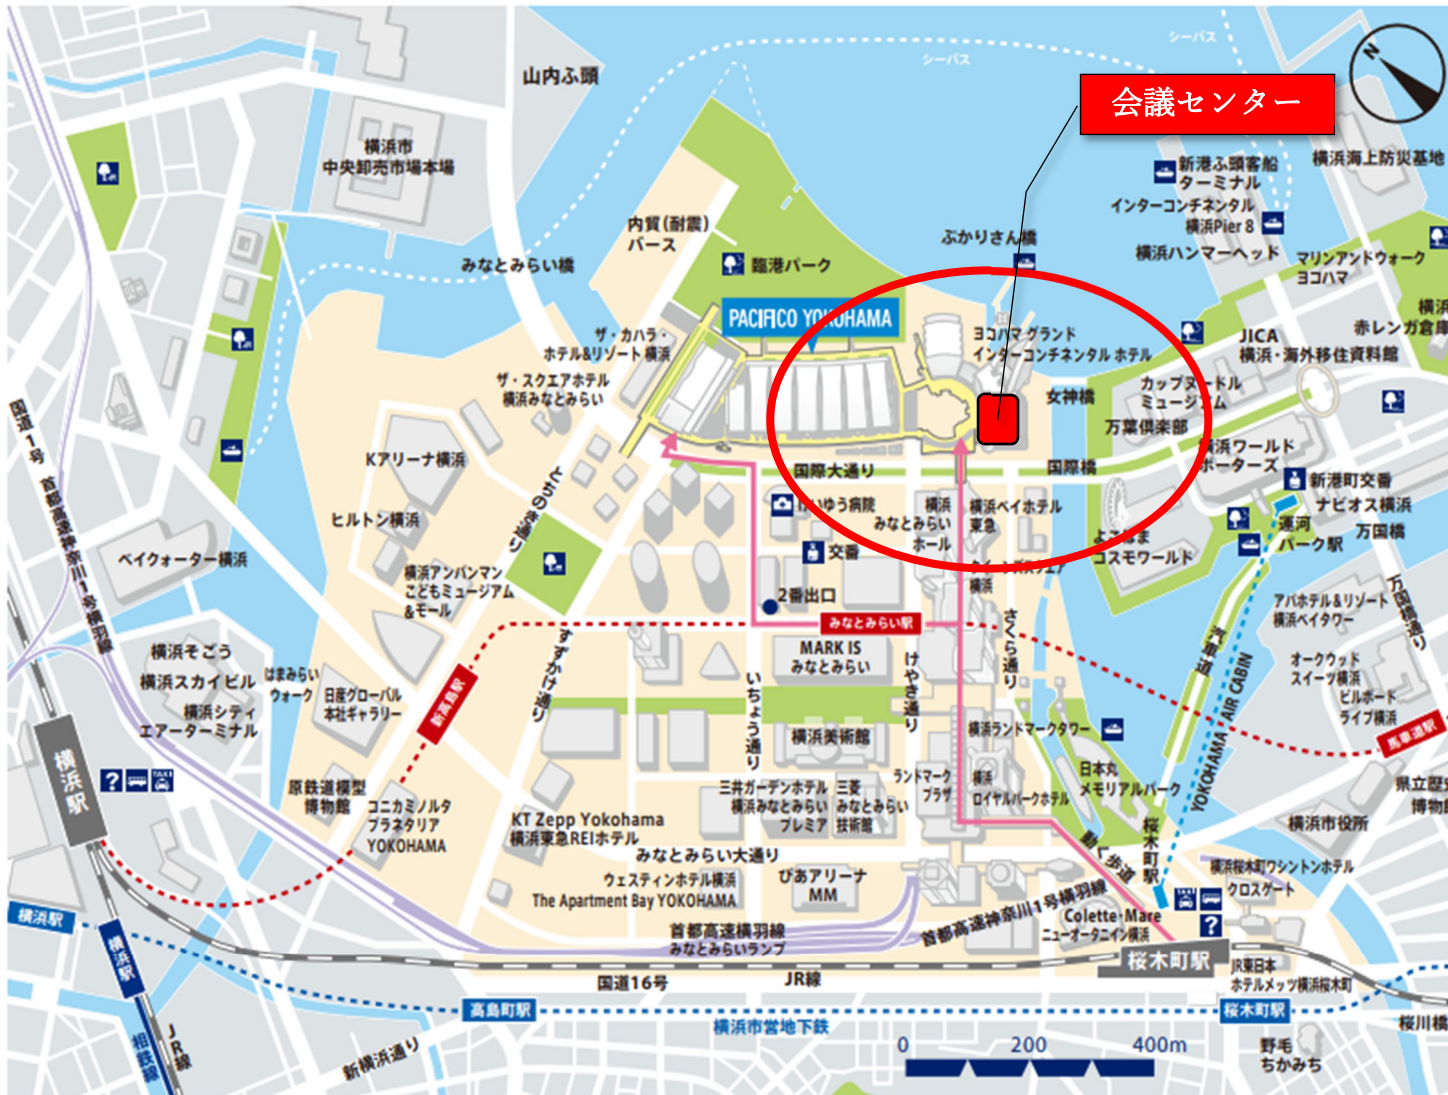 シーバス
シーバス
N
山内ふ頭
会議センター
横浜市
中央卸売市場本場
新港ふ頭客船
ターミナル
横浜海上防災基地
インターコンチネンタル
横浜Pier 8
内貿(耐震)
バース
ぷかりさん橋
横浜ハンマーヘッド
マリンアンドウォーク
ヨコハマ
みなとみらい橋
臨港パーク
PACIFICO YOKOHAMA
ザ・カハラ・
ホテル&リゾート 横浜
ヨコハマ グランド
インターコンチネンタル ホテル
JICA
横浜・海外移住資料館
横浜
赤レンガ倉庫
ザ・スクエアホテル
横浜みなとみらい
女神橋
カップヌードル
ミュージアム
万葉倶楽部
国道1号
首都高速神奈川1号横羽線
Kアリーナ横浜
とちのき通り
国際大通り
国際橋
横浜ワールド
ポーターズ
新港町交番
ナビオス横浜
ヒルトン横浜
けいゆう病院
横浜
みなとみらい
ホール
横浜ベイホテル
東急
よこはま
コスモワールド
運河
パーク駅
万国橋
ベイクォーター横浜
交番
クイーンズスクエア
横浜
横浜アンパンマン
こどもミュージアム
&モール
2番出口
みなとみらい駅
さくら通り
汽車道
アパホテル&リゾート
横浜ベイタワー
万国橋通り
横浜そごう
横浜スカイビル
はまみらい
ウォーク
日産グローバル
本社ギャラリー
新高島駅
すずかけ通り
MARK IS
みなとみらい
けやき通り
いちょう通り
オークウッド
スイーツ横浜
ビルボード
ライブ横浜
YOKOHAMA AIR CABIN
横浜シティ
エアーターミナル
横浜美術館
横浜ランドマークタワー
馬車道駅
横浜駅
?
TAXI
原鉄道模型
博物館
コニカミノルタ
プラネタリア
YOKOHAMA
三井ガーデンホテル
横浜みなとみらい
プレミア
三菱
みなとみらい
技術館
ランドマーク
プラザ
横浜
ロイヤルパークホテル
日本丸
メモリアルパーク
県立歴史
博物館
KT Zepp Yokohama
横浜東急REIホテル
横浜市役所
みなとみらい大通り
動く歩道
桜木町駅
ウェスティンホテル横浜
The Apartment Bay YOKOHAMA
ぴあアリーナ
MM
横浜桜木町ワシントンホテル
クロスゲート
TAXI
?
横浜駅
横浜駅
首都高速横羽線
みなとみらいランプ
首都高速神奈川1号横羽線
Colette・Mare
ニューオータニイン横浜
桜木町駅
JR東日本
ホテルメッツ横浜桜木町
国道16号
JR線
高島町駅
横浜市営地下鉄
桜木町駅
桜川橋
相鉄線
JR線
新横浜通り
0
200
400m
野毛
ちかみち